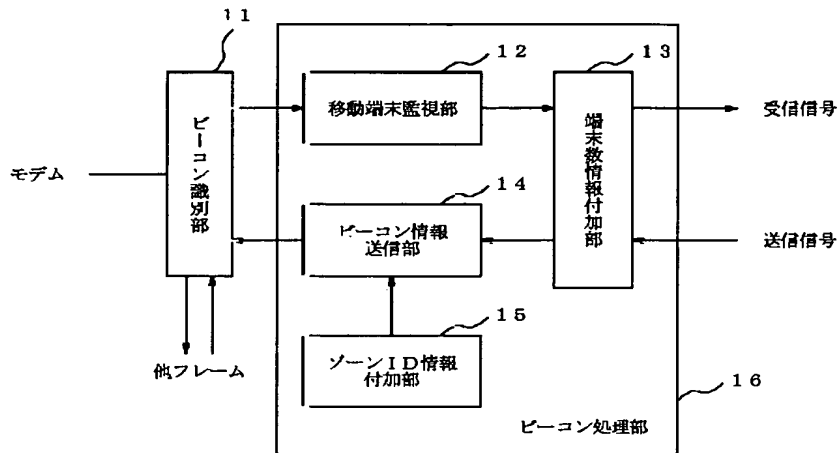 １１
１２
１３
移動端末監視部
受信信号
ビーコン識別部
端末数情報付加部
モデム
１４
ビーコン情報
送信部
送信信号
１５
他フレーム
ゾーンＩＤ情報
付加部
１６
ビーコン処理部